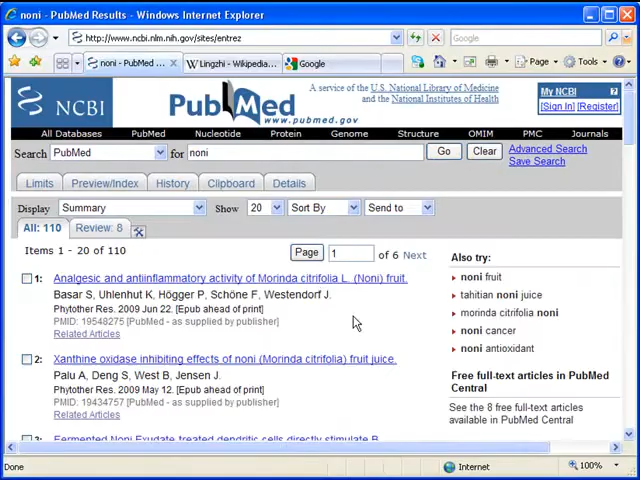 noni - PubMed Results - Windows Internet Explorer
http://www.ncbi.nlm.nih.gov/sites/entrez
Google
noni - PubMed ...
Lingzhi - Wikipedia...
Google
Page
Tools
NCBI
PubMed
www.pubmed.gov
A service of the U.S. National Library of Medicine
and the National Institutes of Health
My NCBI
[Sign In] [Register]
All Databases PubMed Nucleotide Protein Genome Structure OMIM PMC Journals
Search PubMed for noni Go Clear
Advanced Search
Save Search
Limits Preview/Index History Clipboard Details
Display Summary Show 20 Sort By Send to
All: 110 Review: 8
Items 1 - 20 of 110
Page 1 of 6 Next
1: Analgesic and antiinflammatory activity of Morinda citrifolia L. (Noni) fruit.
Basar S, Uhlenhut K, Högger P, Schöne F, Westendorf J.
Phytother Res. 2009 Jun 22. [Epub ahead of print]
PMID: 19548275 [PubMed - as supplied by publisher]
Related Articles
2: Xanthine oxidase inhibiting effects of noni (Morinda citrifolia) fruit juice.
Palu A, Deng S, West B, Jensen J.
Phytother Res. 2009 May 12. [Epub ahead of print]
PMID: 19434757 [PubMed - as supplied by publisher]
Related Articles
3: Fermented Noni Exudate-treated dendritic cells directly stimulate B
Also try:
noni fruit
tahitian noni juice
morinda citrifolia noni
noni cancer
noni antioxidant
Free full-text articles in PubMed
Central
See the 8 free full-text articles
available in PubMed Central
Done
Internet
100%